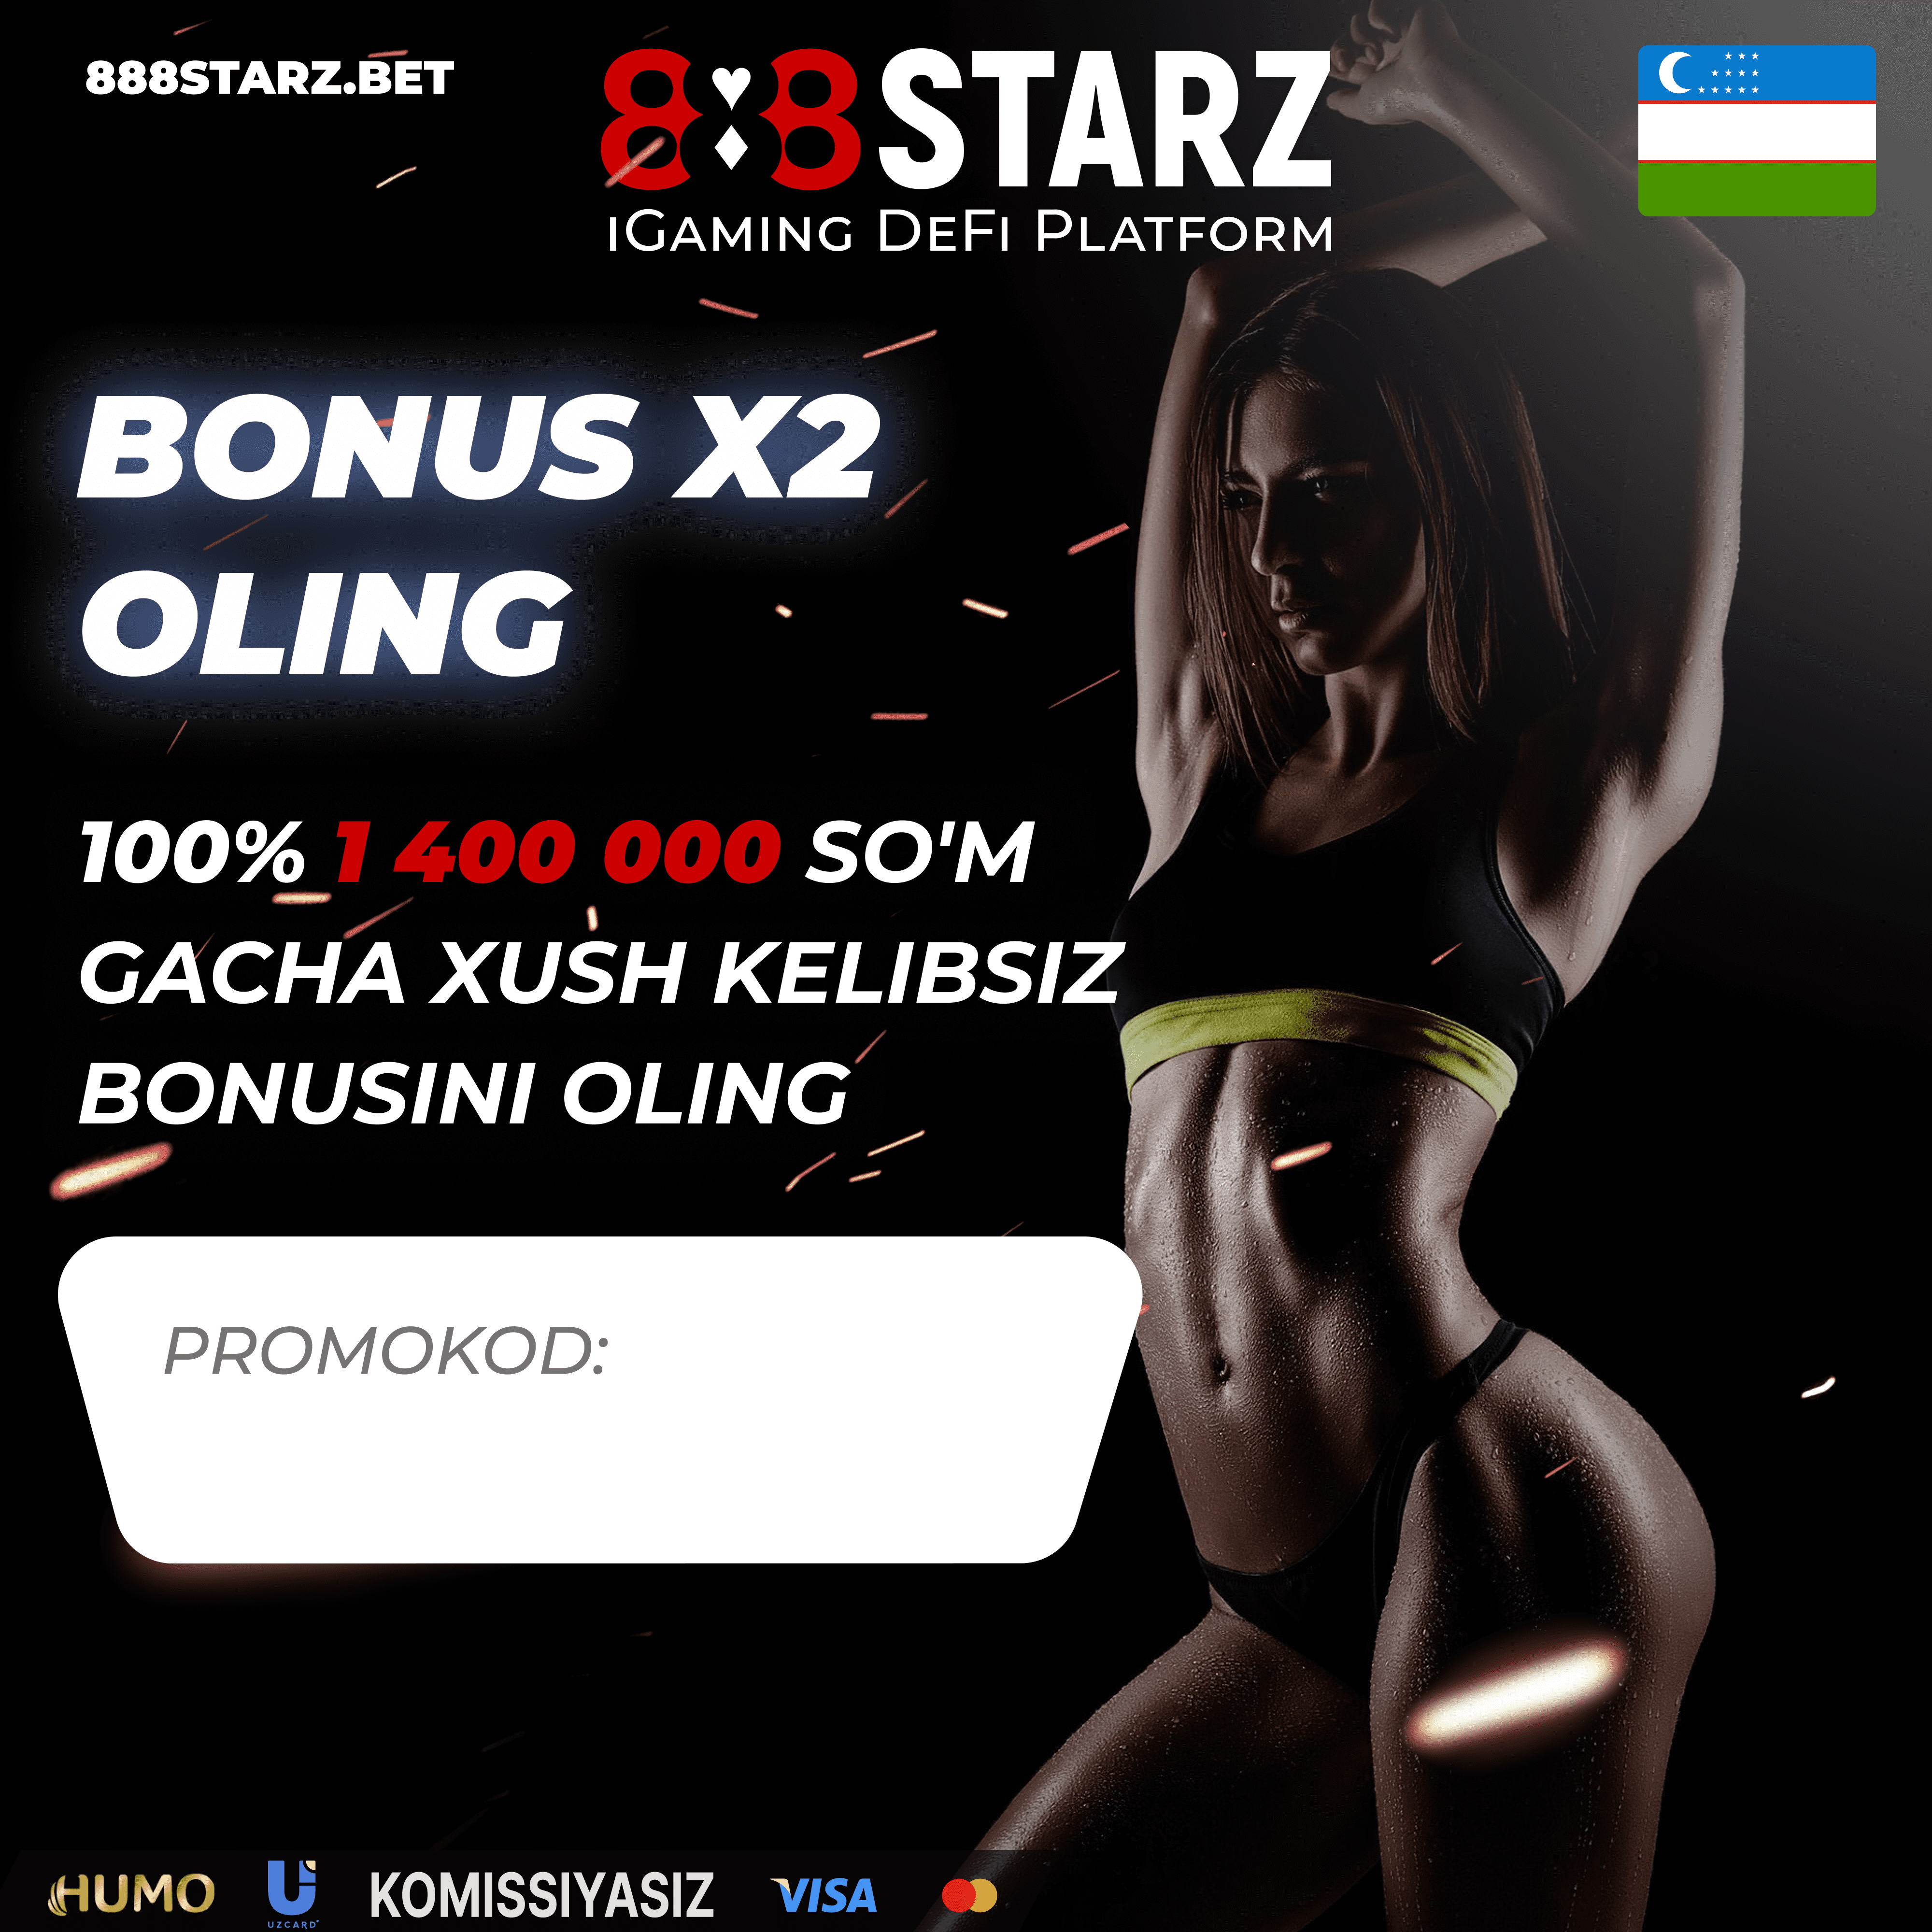 888STARZ.BET
888STARZ
iGaming DeFi Platform
BONUS X2
OLING
100% 1 400 000 SO'M
GACHA XUSH KELIBSIZ
BONUSINI OLING
PROMOKOD:
HUMO
UZCARD
KOMISSIYASIZ
VISA